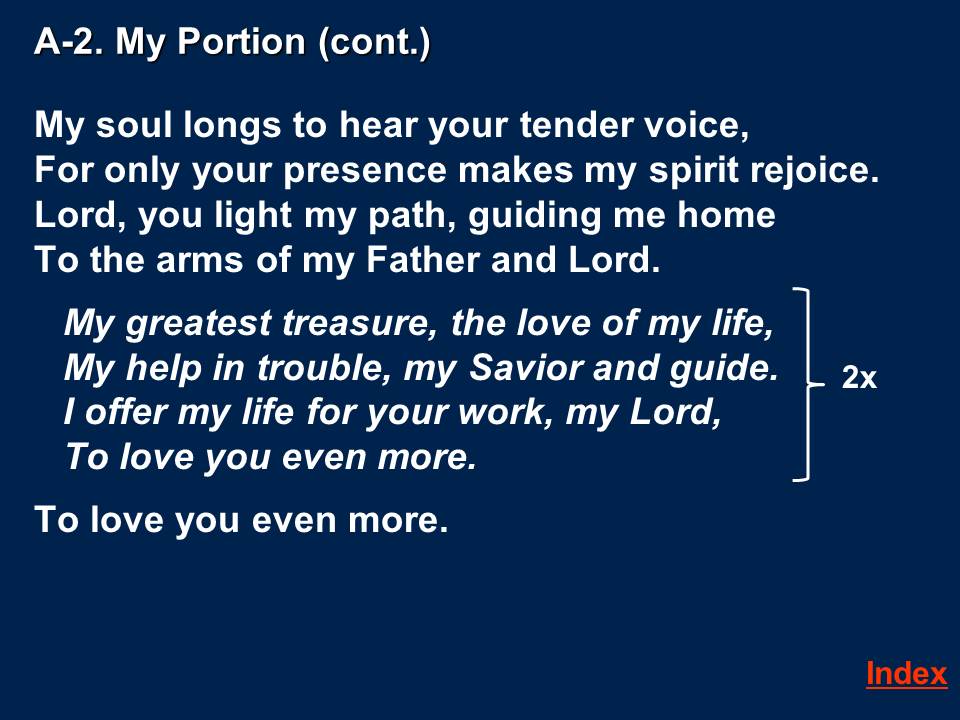 A-2. My Portion (cont.)
My soul longs to hear your tender voice,
For only your presence makes my spirit rejoice.
Lord, you light my path, guiding me home
To the arms of my Father and Lord.
My greatest treasure, the love of my life,
My help in trouble, my Savior and guide.
I offer my life for your work, my Lord,
To love you even more.
2x
To love you even more.
Index